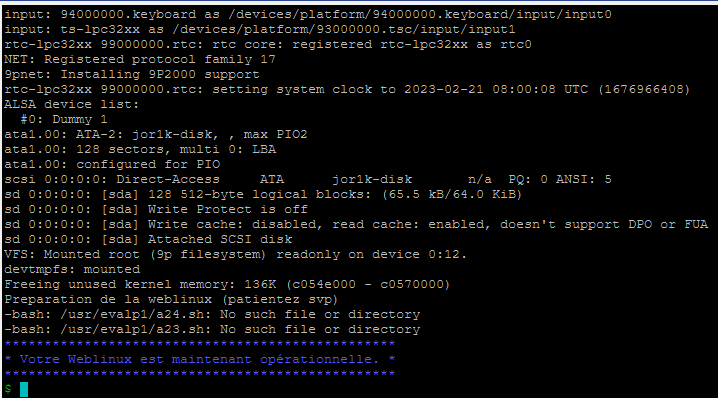 input: 94000000.keyboard as /devices/platform/94000000.keyboard/input/input0
input: ts-lpc32xx as /devices/platform/93000000.tsc/input/input1
rtc-lpc32xx 99000000.rtc: rtc core: registered rtc-lpc32xx as rtc0
NET: Registered protocol family 17
9pnet: Installing 9P2000 support
rtc-lpc32xx 99000000.rtc: setting system clock to 2023-02-21 08:00:08 UTC (1676966408)
ALSA device list:
  #0: Dummy 1
ata1.00: ATA-2: jor1k-disk, , max PIO2
ata1.00: 128 sectors, multi 0: LBA
ata1.00: configured for PIO
scsi 0:0:0:0: Direct-Access     ATA      jor1k-disk       n/a  PQ: 0 ANSI: 5
sd 0:0:0:0: [sda] 128 512-byte logical blocks: (65.5 kB/64.0 KiB)
sd 0:0:0:0: [sda] Write Protect is off
sd 0:0:0:0: [sda] Write cache: disabled, read cache: enabled, doesn't support DPO or FUA
sd 0:0:0:0: [sda] Attached SCSI disk
VFS: Mounted root (9p filesystem) readonly on device 0:12.
devtmpfs: mounted
Freeing unused kernel memory: 136K (c054e000 - c0570000)
Preparation de la weblinux (patientez svp)
-bash: /usr/evalp1/a24.sh: No such file or directory
-bash: /usr/evalp1/a23.sh: No such file or directory
*************************************************
* Votre Weblinux est maintenant opérationnelle. *
*************************************************
$